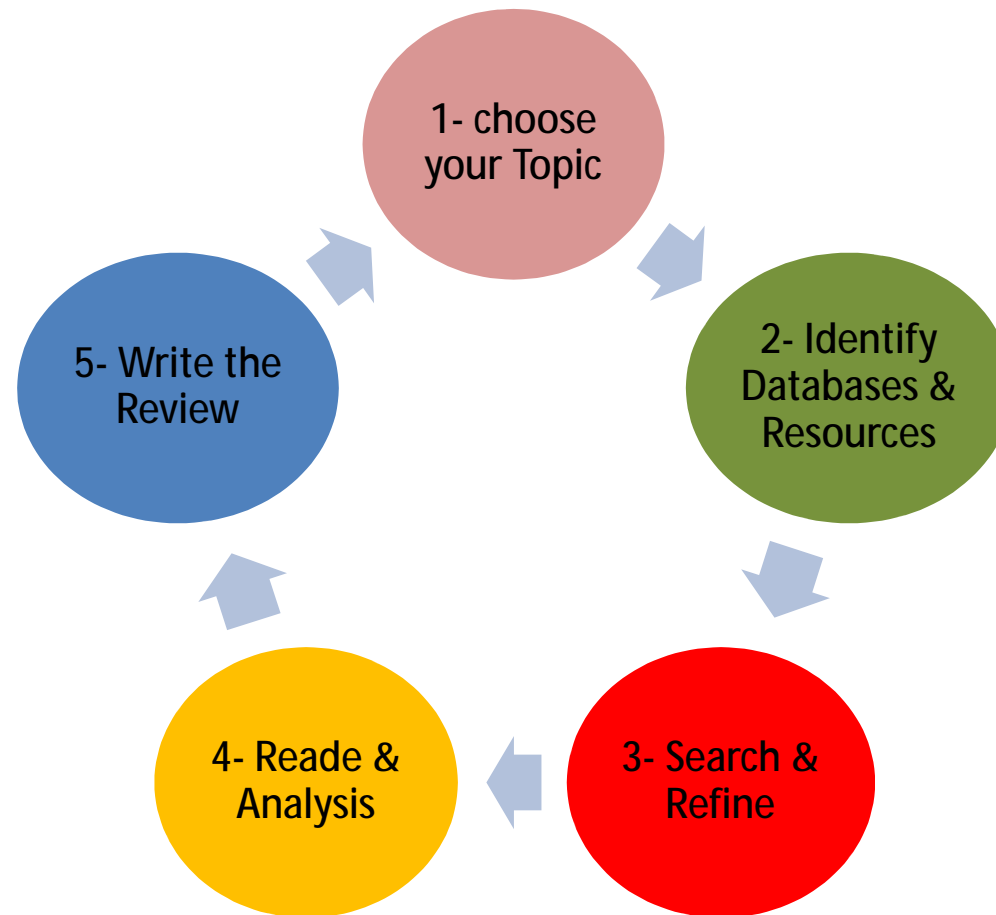 1- choose
your Topic
2- Identify
Databases &
Resources
3- Search &
Refine
4- Reade &
Analysis
5- Write the
Review